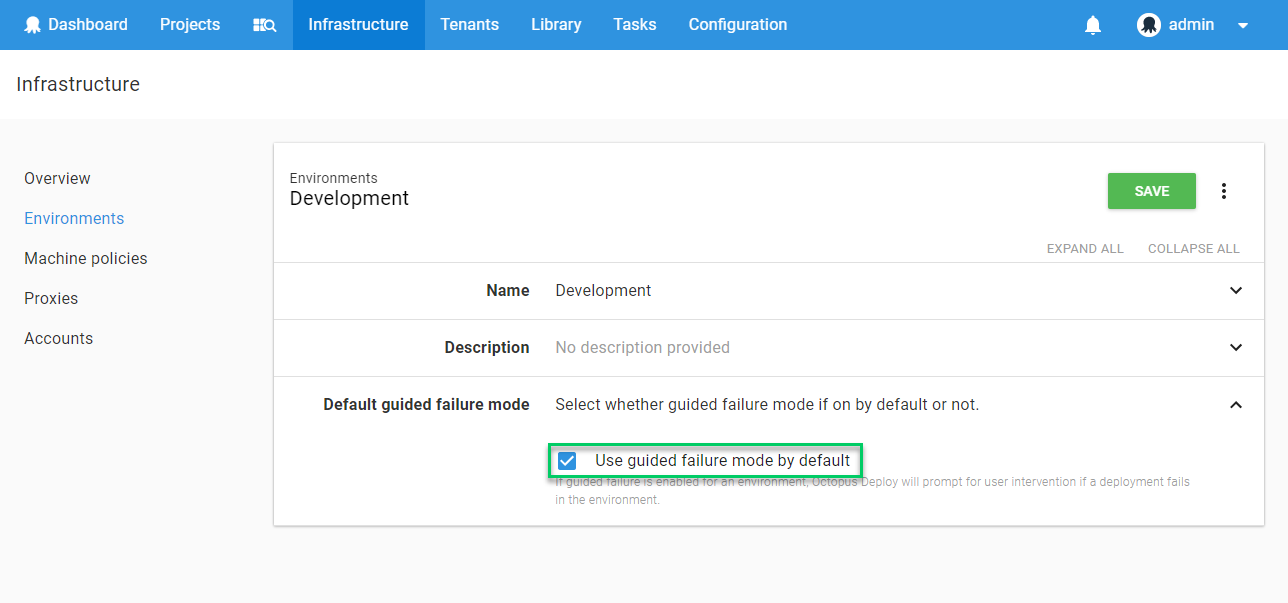 Dashboard Projects Infrastructure Tenants Library Tasks Configuration admin
Infrastructure
Overview
Environments
Machine policies
Proxies
Accounts
Environments
Development
SAVE
EXPAND ALL COLLAPSE ALL
Name Development
Description No description provided
Default guided failure mode Select whether guided failure mode if on by default or not.
Use guided failure mode by default
If guided failure is enabled for an environment, Octopus Deploy will prompt for user intervention if a deployment fails
in the environment.